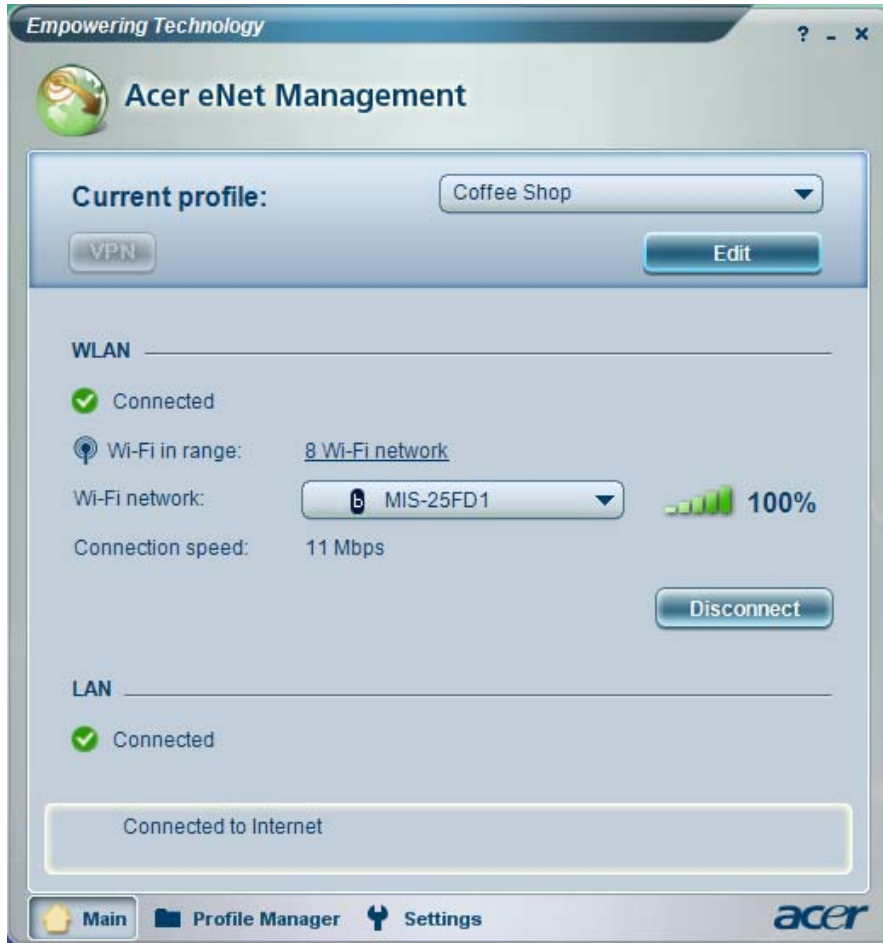 Empowering Technology
? - x
Acer eNet Management
Current profile: Coffee Shop
VPN Edit
WLAN
Connected
Wi-Fi in range: 8 Wi-Fi network
Wi-Fi network: b MIS-25FD1 100%
Connection speed: 11 Mbps
Disconnect
LAN
Connected
Connected to Internet
Main Profile Manager Settings acer